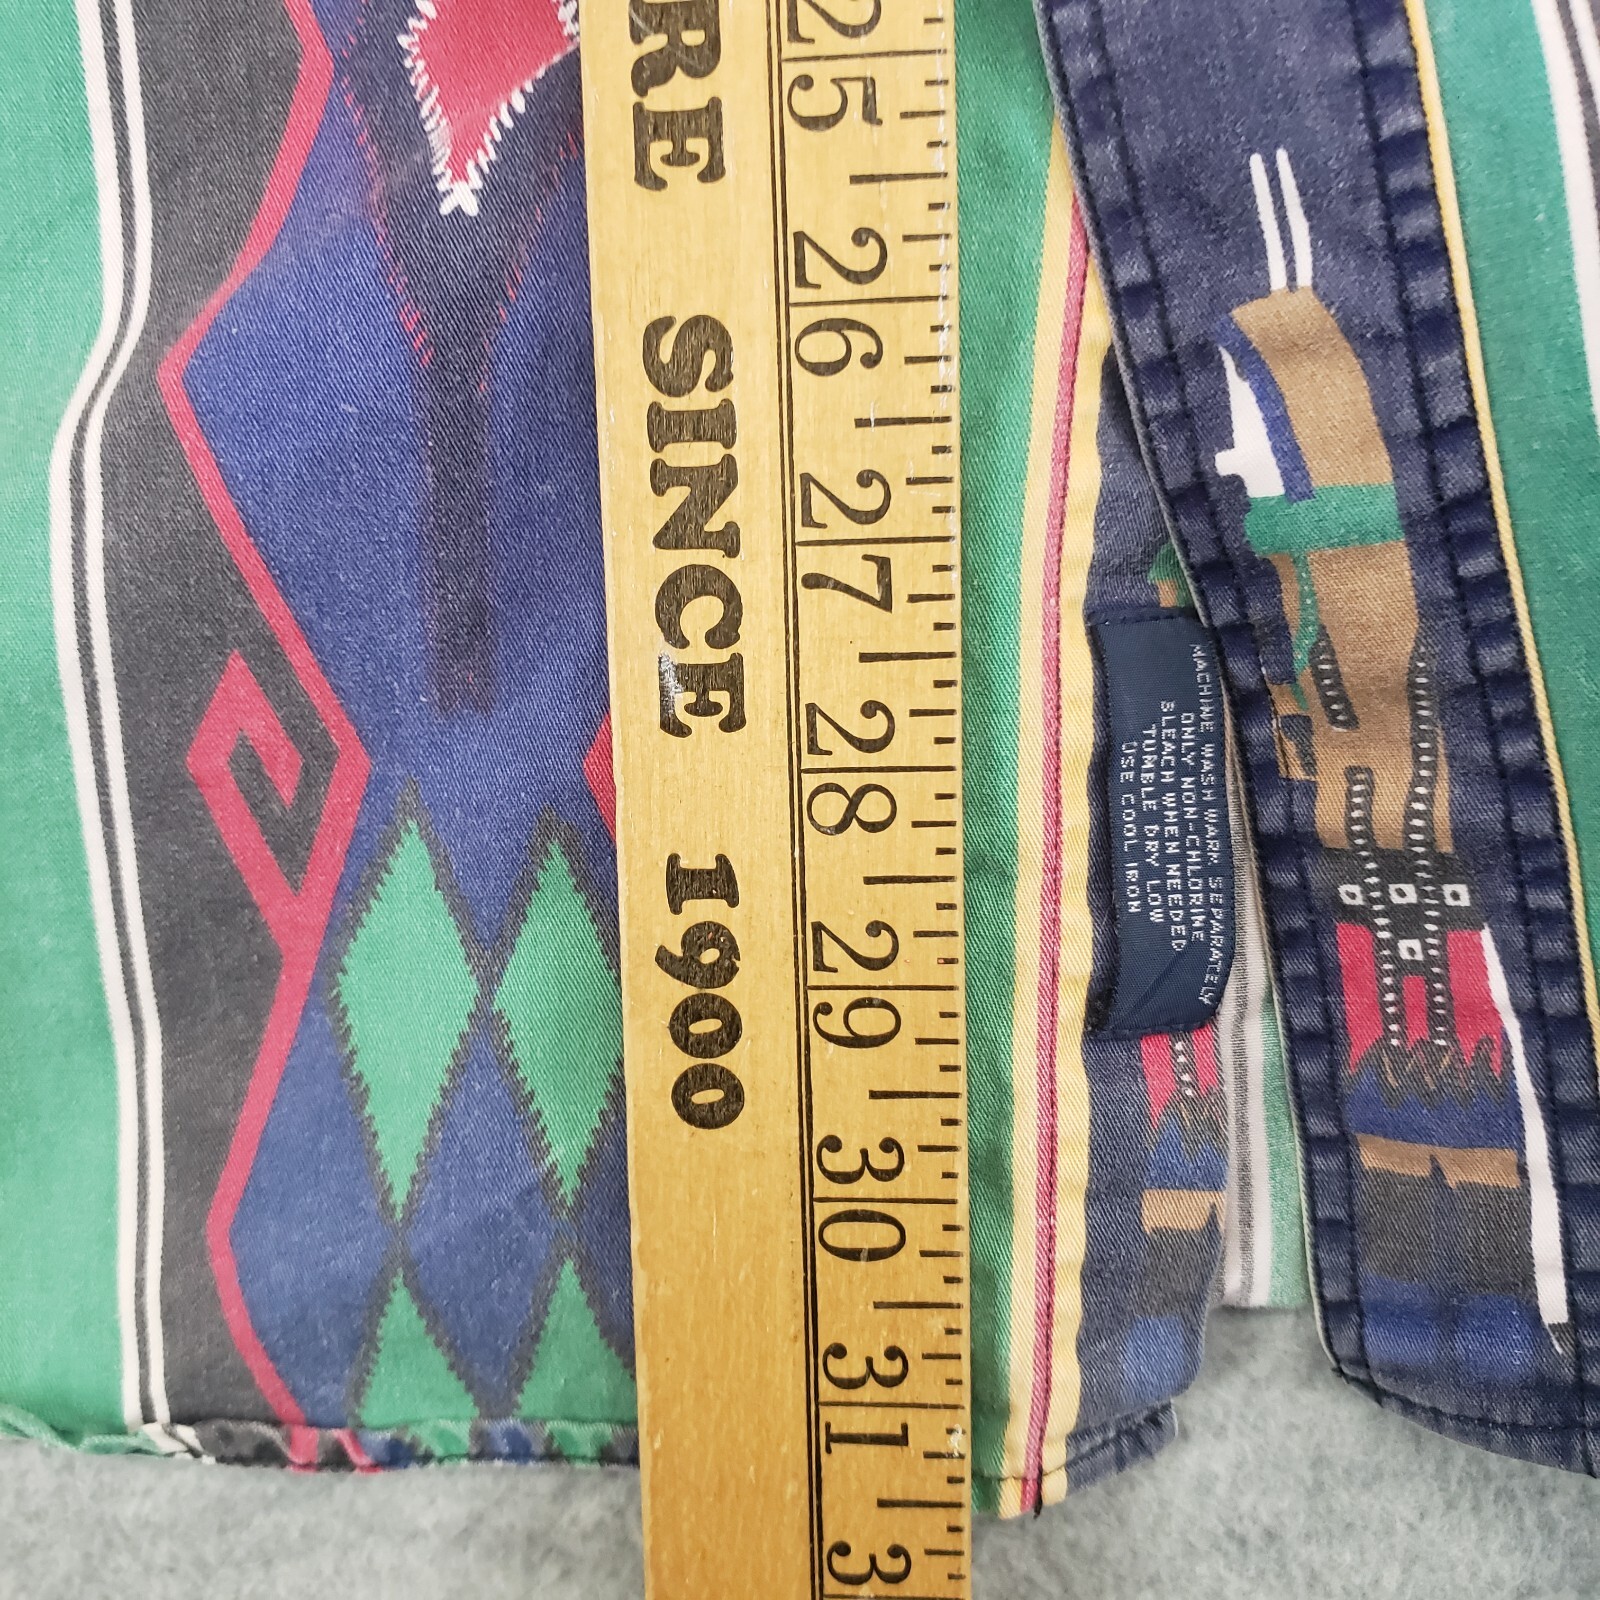 RE SINCE 1900
25 26 27 28 29 30 31 3
MACHINE WASH WARM SEPARATELY
ONLY NON-CHLORINE
BLEACH WHEN NEEDED
TUMBLE DRY LOW
USE COOL IRON